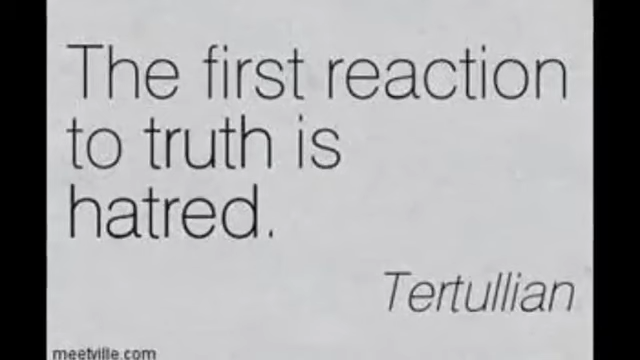 The first reaction
to truth is
hatred.
Tertullian
meetville.com